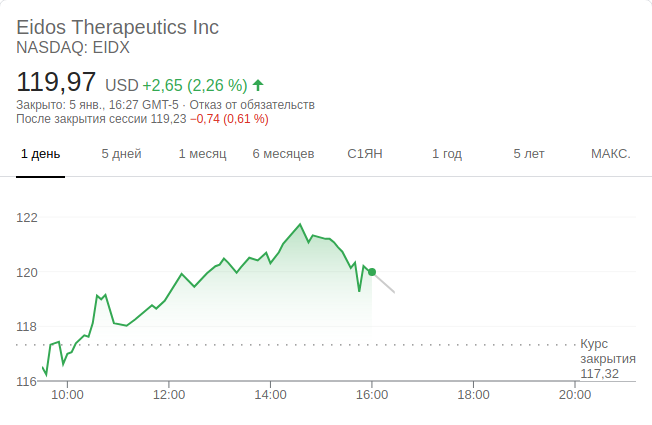 Eidos Therapeutics Inc
NASDAQ: EIDX
119,97 USD +2,65 (2,26 %)
Закрыто: 5 янв., 16:27 GMT-5 · Отказ от обязательств
После закрытия сессии 119,23 −0,74 (0,61 %)
1 день 5 дней 1 месяц 6 месяцев С1ЯН 1 год 5 лет МАКС.
122
120
118
Курс
закрытия
117,32
116
10:00 12:00 14:00 16:00 18:00 20:00